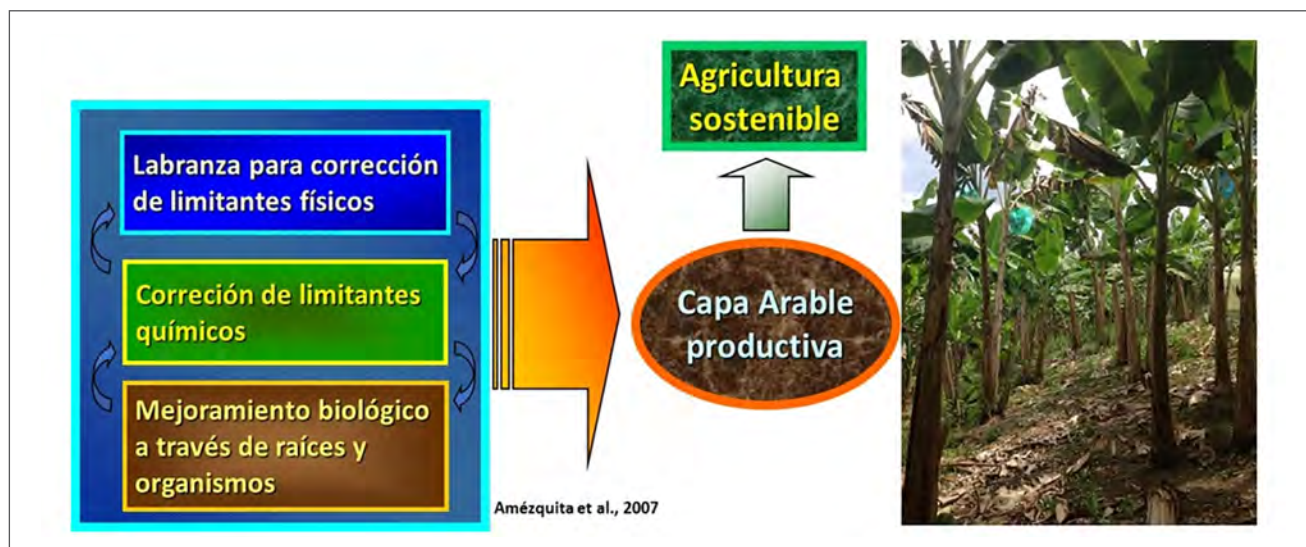 Labranza para corrección
de limitantes físicos
Correción de limitantes
químicos
Mejoramiento biológico
a través de raíces y
organismos
Amézquita et al., 2007
Agricultura
sostenible
Capa Arable
productiva